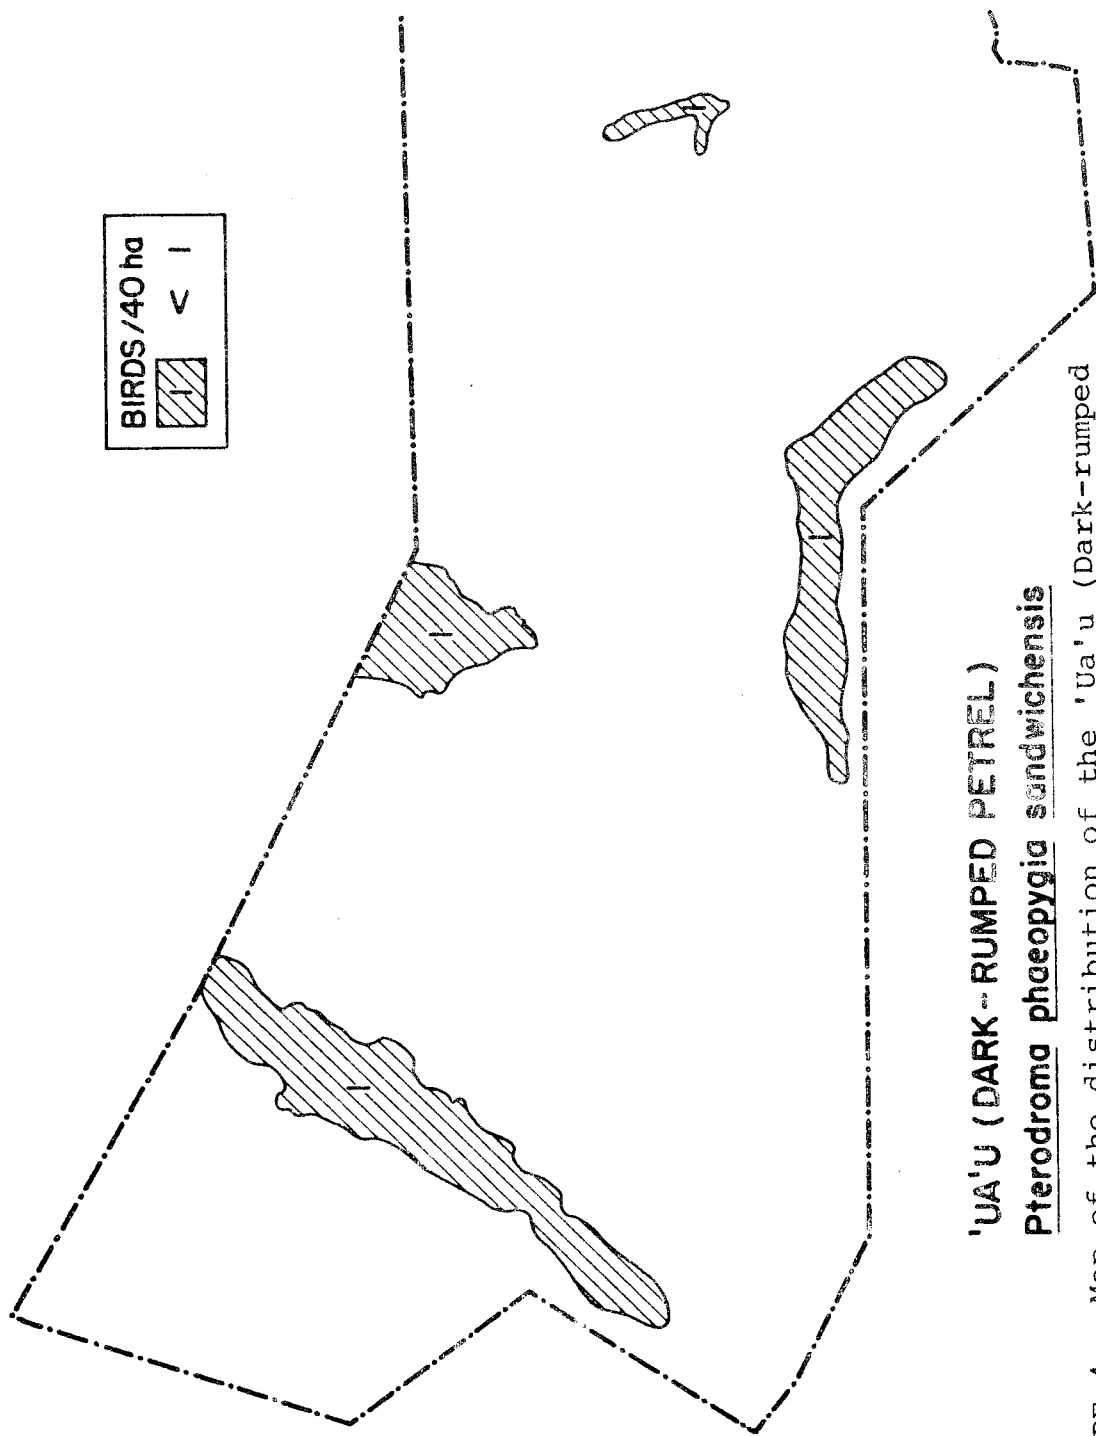 BIRDS / 40 ha
1 < 1
1
1
1
1
'UA'U (DARK-RUMPED PETREL)
Pterodroma phaeopygia sandwichensis
Map of the distribution of the 'Ua'u (Dark-rumped